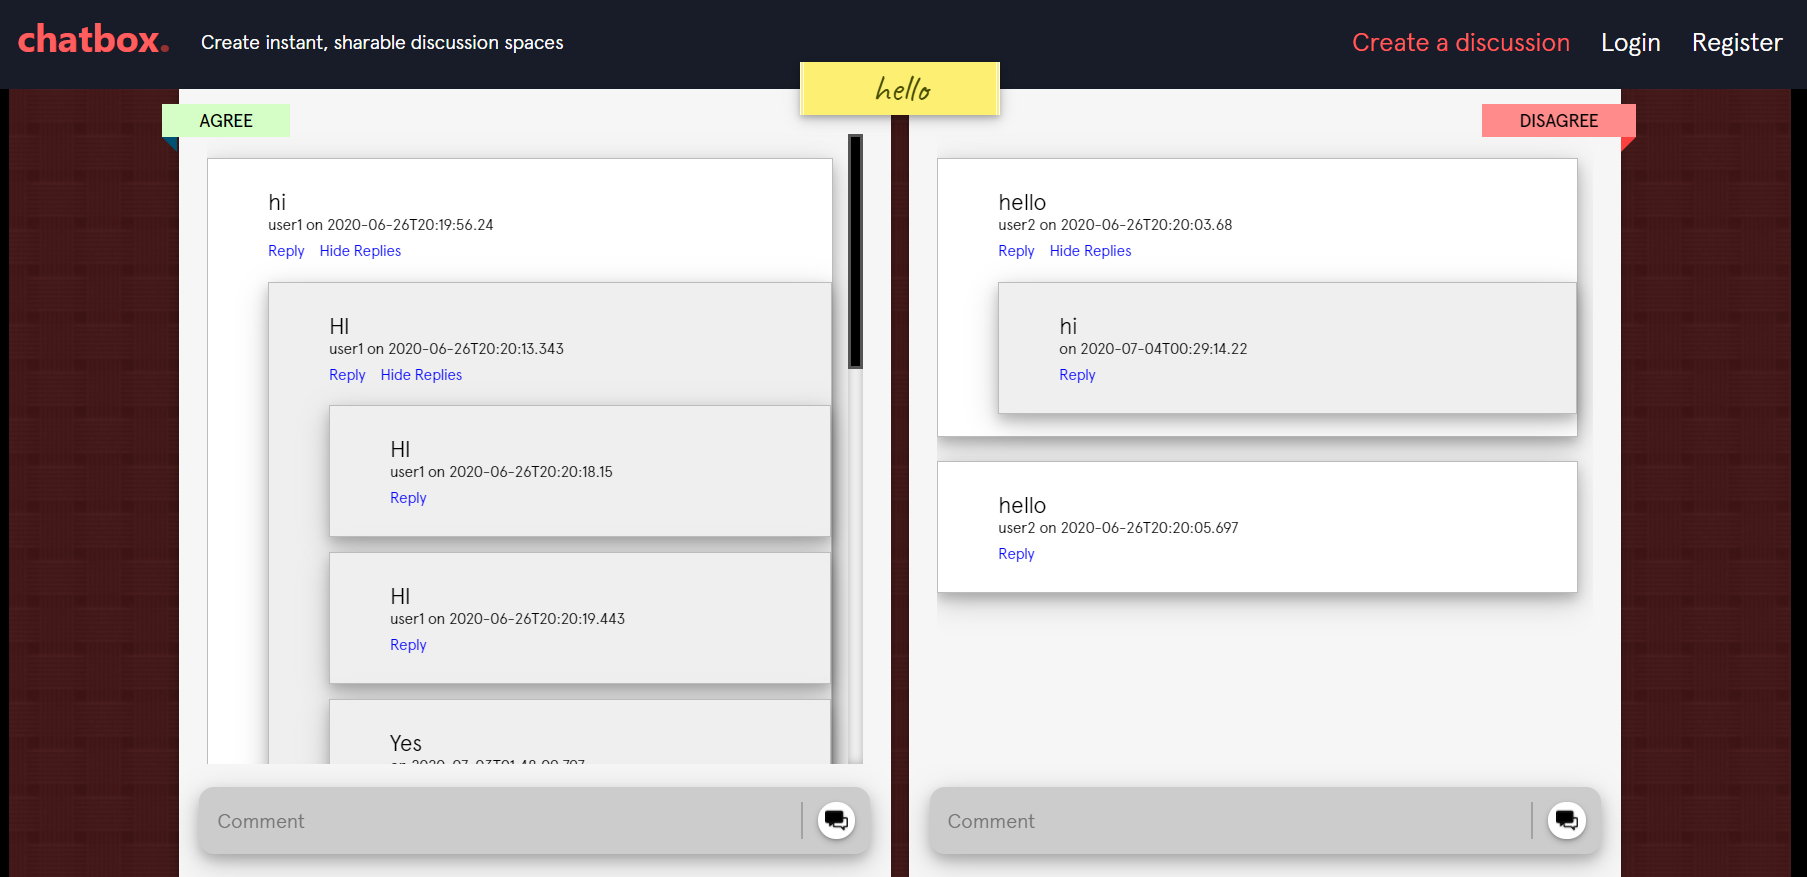 chatbox.
Create instant, sharable discussion spaces
Create a discussion
Login
Register
hello
AGREE
hi
user1 on 2020-06-26T20:19:56.24
Reply Hide Replies
HI
user1 on 2020-06-26T20:20:13.343
Reply Hide Replies
HI
user1 on 2020-06-26T20:20:18.15
Reply
HI
user1 on 2020-06-26T20:20:19.443
Reply
Yes
Comment
DISAGREE
hello
user2 on 2020-06-26T20:20:03.68
Reply Hide Replies
hi
on 2020-07-04T00:29:14.22
Reply
hello
user2 on 2020-06-26T20:20:05.697
Reply
Comment